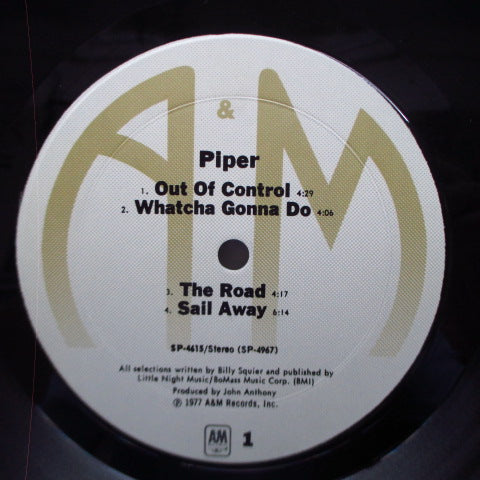 A & M
Piper
1. Out Of Control 4:29
2. Whatcha Gonna Do 4:06
3. The Road 4:17
4. Sail Away 6:14
SP-4615/Stereo (SP-4967)
All selections written by Billy Squier and published by
Little Night Music/BoMass Music Corp. (BMI)
Produced by John Anthony
℗ 1977 A&M Records, Inc.
AM 1